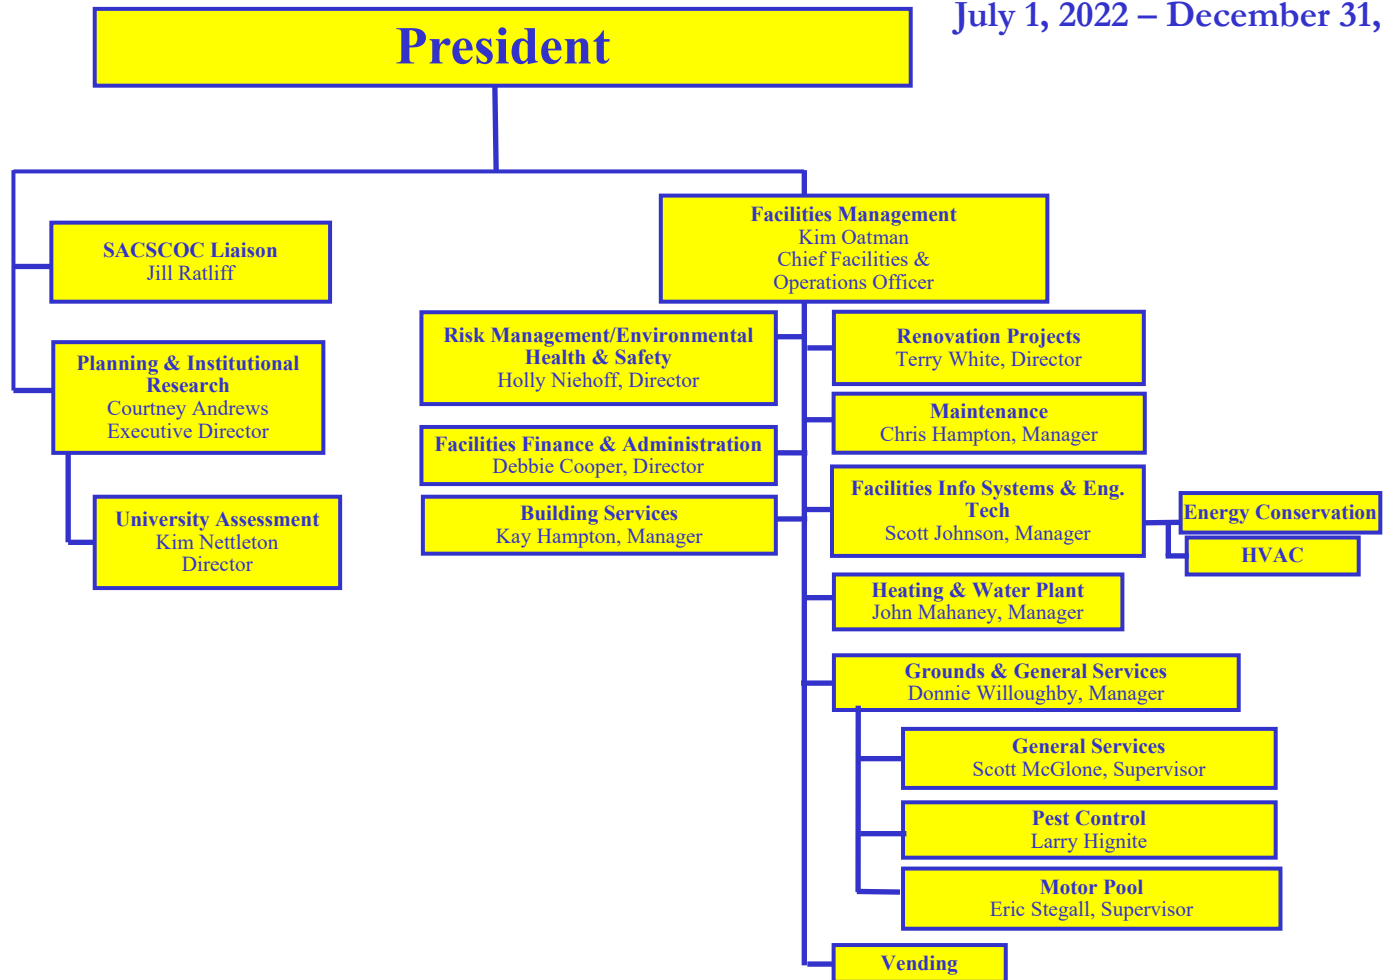 July 1, 2022 – December 31,
President
SACSCOC Liaison
Jill Ratliff
Planning & Institutional
Research
Courtney Andrews
Executive Director
University Assessment
Kim Nettleton
Director
Facilities Management
Kim Oatman
Chief Facilities &
Operations Officer
Risk Management/Environmental
Health & Safety
Holly Niehoff, Director
Facilities Finance & Administration
Debbie Cooper, Director
Building Services
Kay Hampton, Manager
Renovation Projects
Terry White, Director
Maintenance
Chris Hampton, Manager
Facilities Info Systems & Eng.
Tech
Scott Johnson, Manager
Energy Conservation
HVAC
Heating & Water Plant
John Mahaney, Manager
Grounds & General Services
Donnie Willoughby, Manager
General Services
Scott McGlone, Supervisor
Pest Control
Larry Hignite
Motor Pool
Eric Stegall, Supervisor
Vending